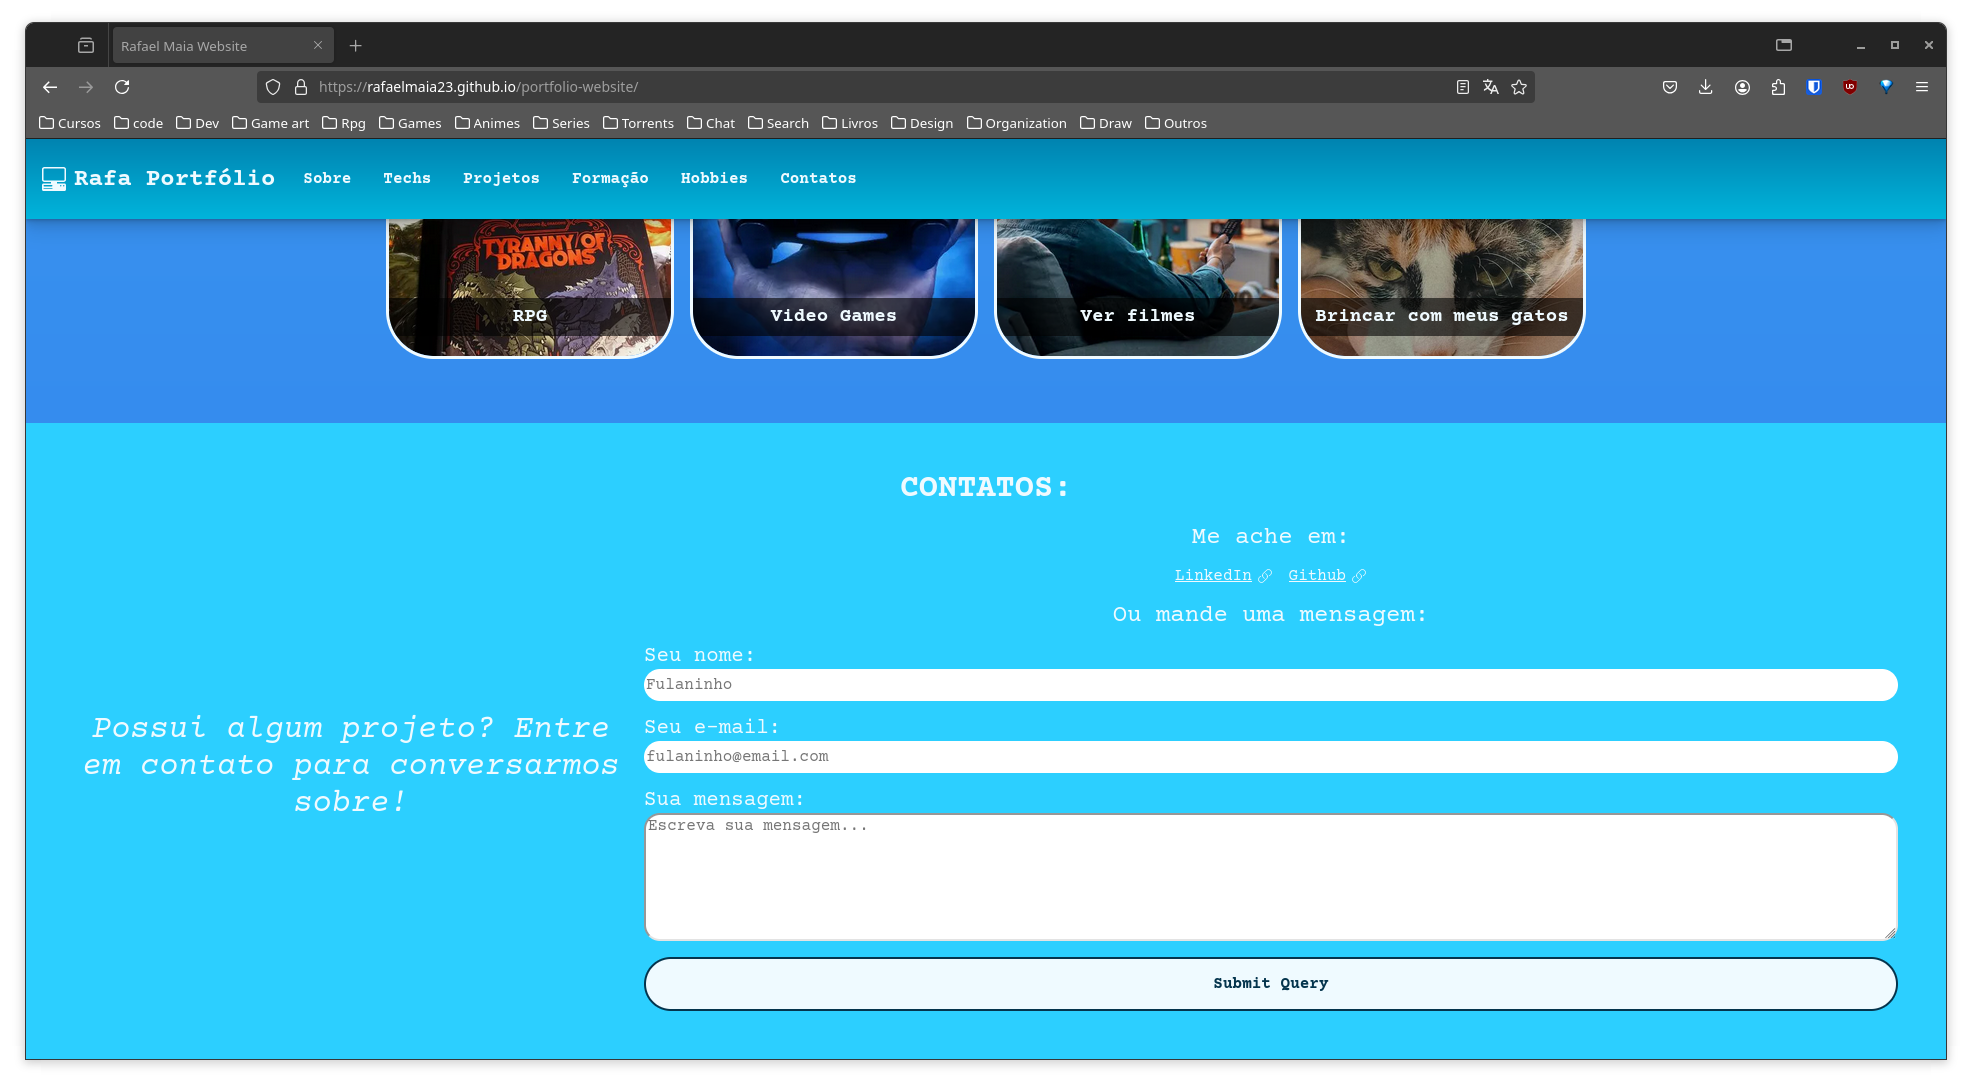 Rafael Maia Website
https://rafaelmaia23.github.io/portfolio-website/
Cursos code Dev Game art Rpg Games Animes Series Torrents Chat Search Livros Design Organization Draw Outros
Rafa Portfólio Sobre Techs Projetos Formação Hobbies Contatos
TYRANNY OF
DRAGONS
RPG Video Games Ver filmes Brincar com meus gatos
CONTATOS:
Me ache em:
LinkedIn Github
Ou mande uma mensagem:
Possui algum projeto? Entre
em contato para conversarmos
sobre!
Seu nome:
Fulaninho
Seu e-mail:
fulaninho@email.com
Sua mensagem:
Escreva sua mensagem...
Submit Query